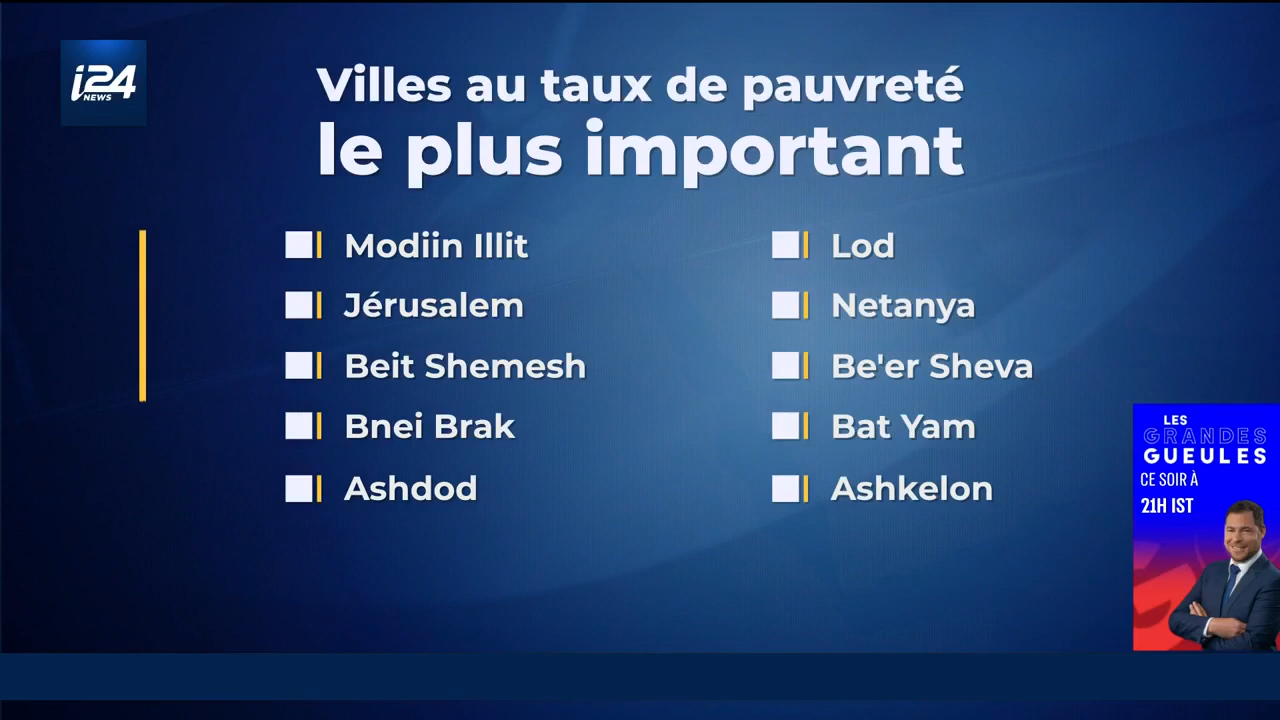 i24
NEWS
Villes au taux de pauvreté
le plus important
Modiin Illit
Jérusalem
Beit Shemesh
Bnei Brak
Ashdod
Lod
Netanya
Be'er Sheva
Bat Yam
Ashkelon
LES
GRANDES
GUEULES
CE SOIR À
21H IST